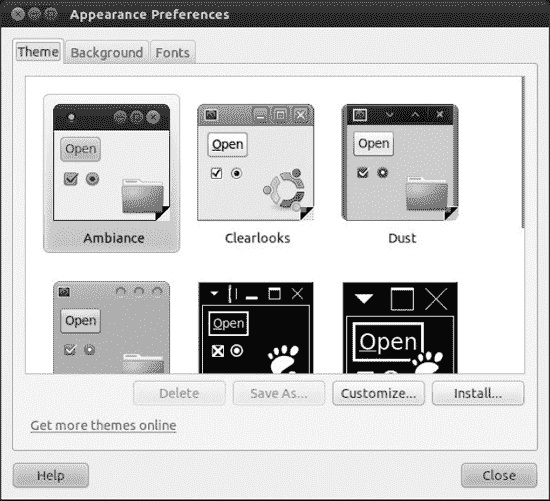 Appearance Preferences
Theme Background Fonts
Open Open Open
Ambiance Clearlooks Dust
Open Open Open
Delete Save As... Customize... Install...
Get more themes online
Help Close